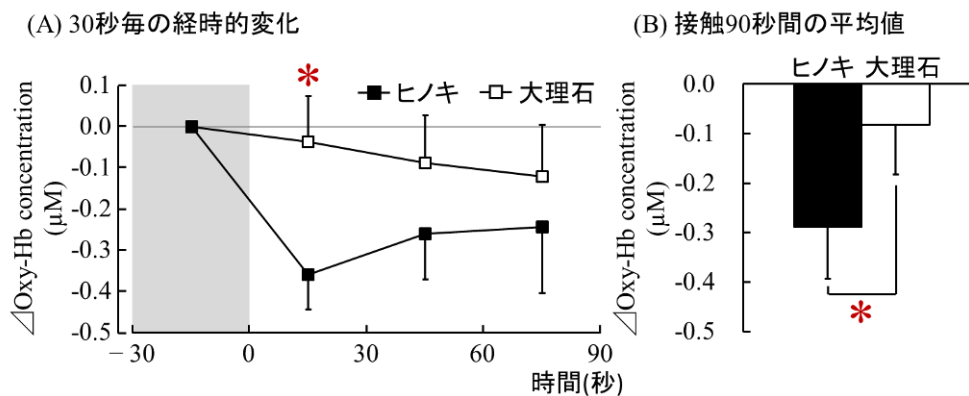 (A) 30秒毎の経時的変化
⊿Oxy-Hb concentration
(μM)
0.1
0.0
-0.1
-0.2
-0.3
-0.4
-0.5
*
ヒノキ
大理石
−30
0
30
60
90
時間(秒)
(B) 接触90秒間の平均値
ヒノキ 大理石
⊿Oxy-Hb concentration
(μM)
0.0
-0.1
-0.2
-0.3
-0.4
-0.5
*